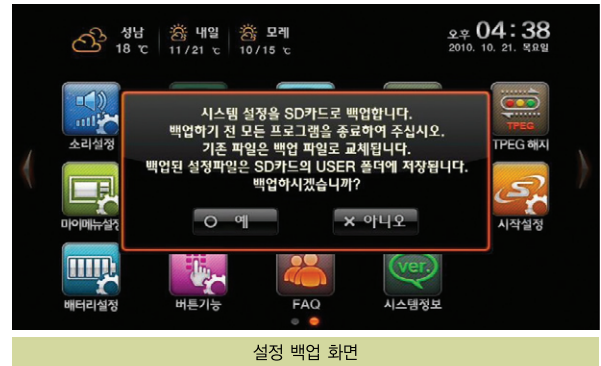 성남 내일 모레
18 ℃ 11/21 ℃ 10/15 ℃
오후 04:38
2010. 10. 21. 목요일
시스템 설정을 SD카드로 백업합니다.
백업하기 전 모든 프로그램을 종료하여 주십시오.
기존 파일은 백업 파일로 교체됩니다.
백업된 설정파일은 SD카드의 USER 폴더에 저장됩니다.
백업하시겠습니까?
예 아니오
소리설정
TPEG
TPEG 해지
마이메뉴설정
시작설정
ver.
배터리설정 버튼기능 FAQ 시스템정보
설정 백업 화면